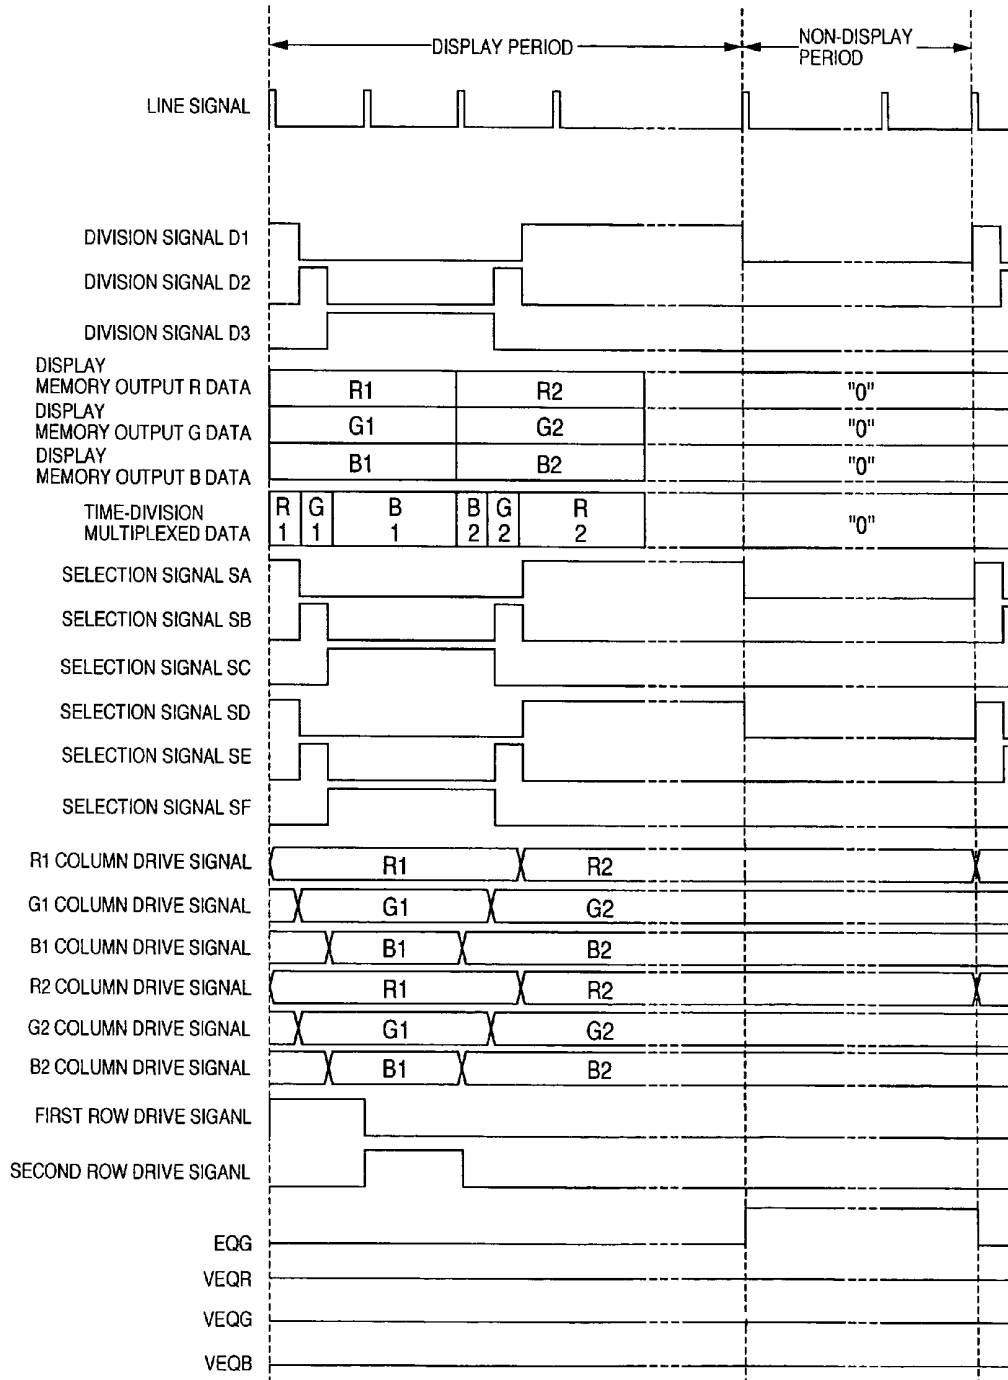 DISPLAY PERIOD
NON-DISPLAY
PERIOD
LINE SIGNAL
DIVISION SIGNAL D1
DIVISION SIGNAL D2
DIVISION SIGNAL D3
DISPLAY
MEMORY OUTPUT R DATA
R1 R2 "0"
DISPLAY
MEMORY OUTPUT G DATA
G1 G2 "0"
DISPLAY
MEMORY OUTPUT B DATA
B1 B2 "0"
TIME-DIVISION
MULTIPLEXED DATA
R G B B G R
1 1 1 2 2 2
"0"
SELECTION SIGNAL SA
SELECTION SIGNAL SB
SELECTION SIGNAL SC
SELECTION SIGNAL SD
SELECTION SIGNAL SE
SELECTION SIGNAL SF
R1 COLUMN DRIVE SIGNAL R1 R2
G1 COLUMN DRIVE SIGNAL G1 G2
B1 COLUMN DRIVE SIGNAL B1 B2
R2 COLUMN DRIVE SIGNAL R1 R2
G2 COLUMN DRIVE SIGNAL G1 G2
B2 COLUMN DRIVE SIGNAL B1 B2
FIRST ROW DRIVE SIGANL
SECOND ROW DRIVE SIGANL
EQG
VEQR
VEQG
VEQB